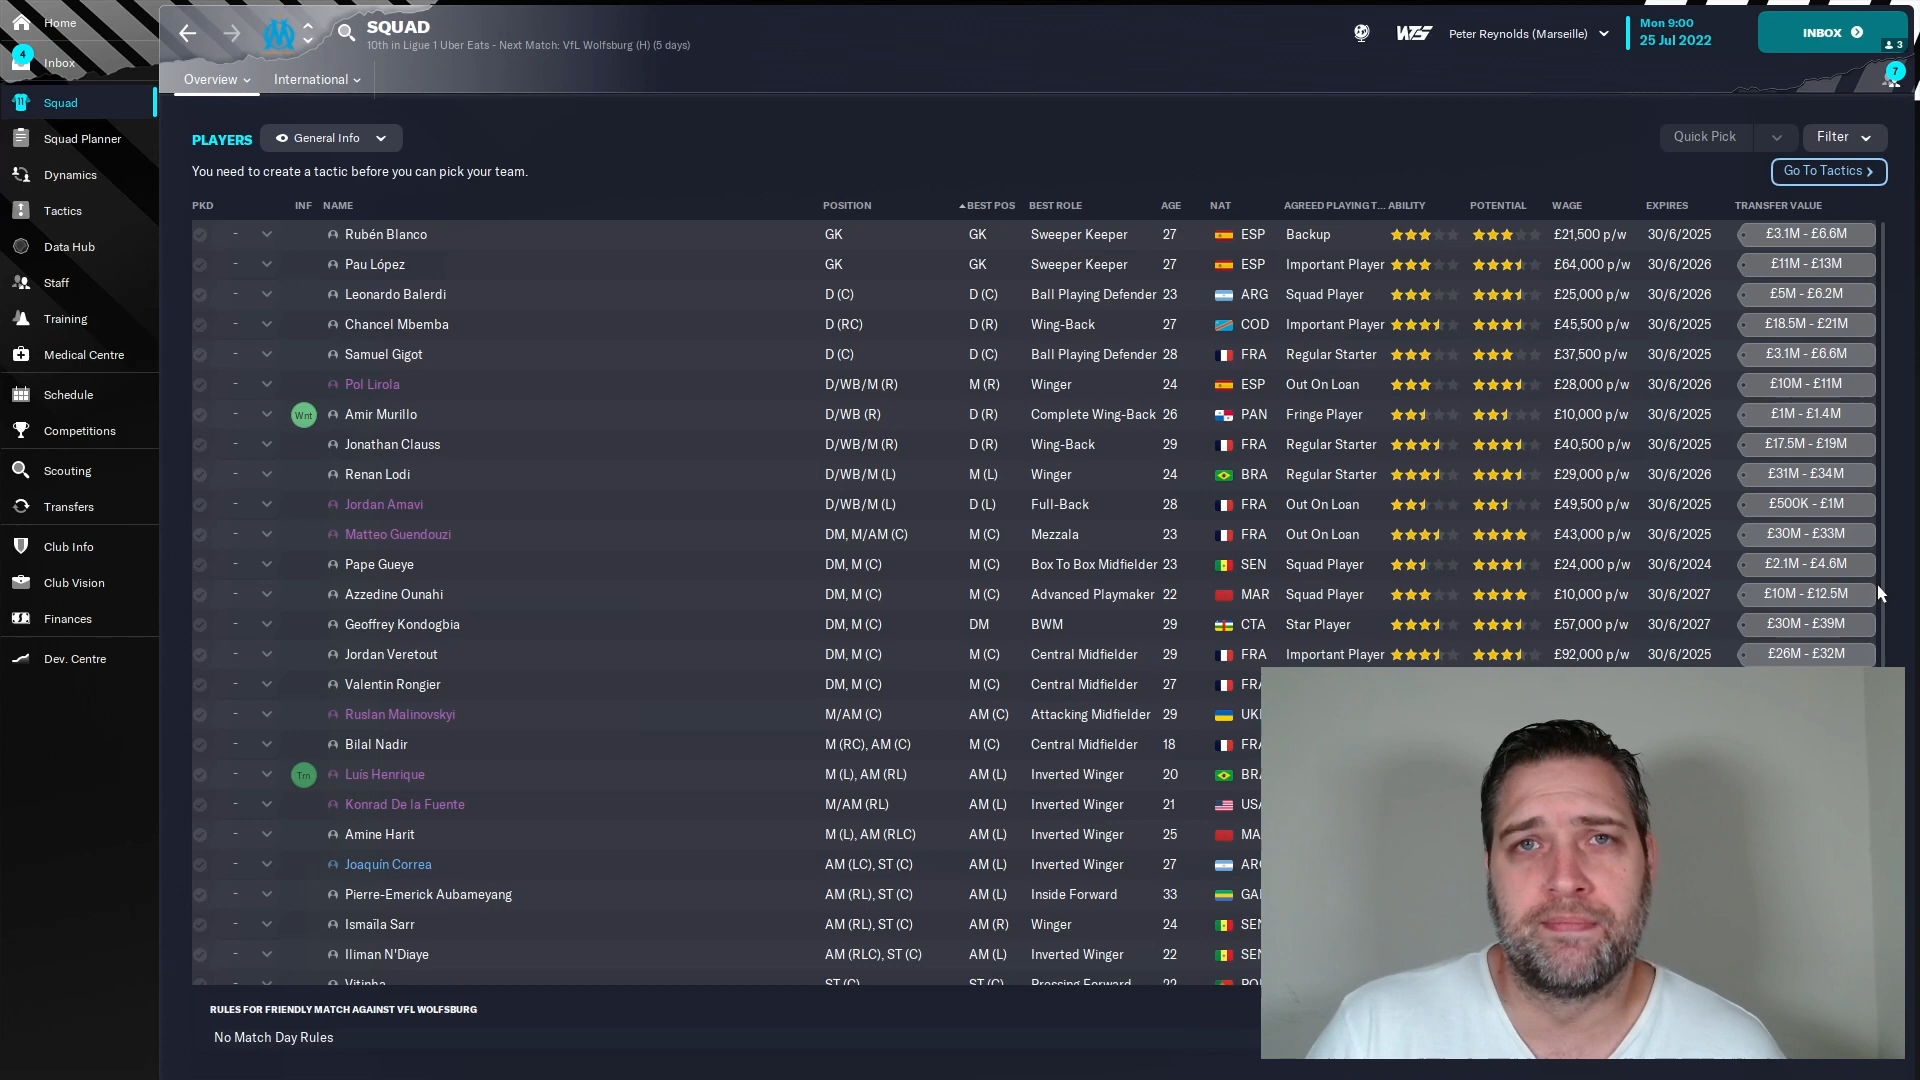 Home
4
Inbox
Squad
Squad Planner
Dynamics
Tactics
Data Hub
Staff
Training
Medical Centre
Schedule
Competitions
Scouting
Transfers
Club Info
Club Vision
Finances
Dev. Centre
SQUAD
10th in Ligue 1 Uber Eats - Next Match: VfL Wolfsburg (H) (5 days)
Peter Reynolds (Marseille)
Mon 9:00
25 Jul 2022
INBOX
3
7
Overview International
PLAYERS General Info
Quick Pick Filter
You need to create a tactic before you can pick your team.
Go To Tactics
PKD INF NAME POSITION BEST POS BEST ROLE AGE NAT AGREED PLAYING T... ABILITY POTENTIAL WAGE EXPIRES TRANSFER VALUE
- Rubén Blanco GK GK Sweeper Keeper 27 ESP Backup £21,500 p/w 30/6/2025 £3.1M - £6.6M
- Pau López GK GK Sweeper Keeper 27 ESP Important Player £64,000 p/w 30/6/2026 £11M - £13M
- Leonardo Balerdi D (C) D (C) Ball Playing Defender 23 ARG Squad Player £25,000 p/w 30/6/2026 £5M - £6.2M
- Chancel Mbemba D (RC) D (R) Wing-Back 27 COD Important Player £45,500 p/w 30/6/2025 £18.5M - £21M
- Samuel Gigot D (C) D (C) Ball Playing Defender 28 FRA Regular Starter £37,500 p/w 30/6/2025 £3.1M - £6.6M
- Pol Lirola D/WB/M (R) M (R) Winger 24 ESP Out On Loan £28,000 p/w 30/6/2026 £10M - £11M
- Wnt Amir Murillo D/WB (R) D (R) Complete Wing-Back 26 PAN Fringe Player £10,000 p/w 30/6/2025 £1M - £1.4M
- Jonathan Clauss D/WB/M (R) D (R) Wing-Back 29 FRA Regular Starter £40,500 p/w 30/6/2025 £17.5M - £19M
- Renan Lodi D/WB/M (L) M (L) Winger 24 BRA Regular Starter £29,000 p/w 30/6/2026 £31M - £34M
- Jordan Amavi D/WB/M (L) D (L) Full-Back 28 FRA Out On Loan £49,500 p/w 30/6/2025 £500K - £1M
- Matteo Guendouzi DM, M/AM (C) M (C) Mezzala 23 FRA Out On Loan £43,000 p/w 30/6/2025 £30M - £33M
- Pape Gueye DM, M (C) M (C) Box To Box Midfielder 23 SEN Squad Player £24,000 p/w 30/6/2024 £2.1M - £4.6M
- Azzedine Ounahi DM, M (C) M (C) Advanced Playmaker 22 MAR Squad Player £10,000 p/w 30/6/2027 £10M - £12.5M
- Geoffrey Kondogbia DM, M (C) DM BWM 29 CTA Star Player £57,000 p/w 30/6/2027 £30M - £39M
- Jordan Veretout DM, M (C) M (C) Central Midfielder 29 FRA Important Player £92,000 p/w 30/6/2025 £26M - £32M
- Valentin Rongier DM, M (C) M (C) Central Midfielder 27 FR
- Ruslan Malinovskyi M/AM (C) AM (C) Attacking Midfielder 29 UK
- Bilal Nadir M (RC), AM (C) M (C) Central Midfielder 18 FR
- Trn Luís Henrique M (L), AM (RL) AM (L) Inverted Winger 20 BR
- Konrad De la Fuente M/AM (RL) AM (L) Inverted Winger 21 US
- Amine Harit M (L), AM (RLC) AM (L) Inverted Winger 25 MA
- Joaquín Correa AM (LC), ST (C) AM (L) Inverted Winger 27 AR
- Pierre-Emerick Aubameyang AM (RL), ST (C) AM (L) Inside Forward 33 GA
- Ismaïla Sarr AM (RL), ST (C) AM (R) Winger 24 SE
- Iliman N'Diaye AM (RLC), ST (C) AM (L) Inverted Winger 22 SE
Vitinha ST (C) ST (C) Pressing Forward 22 PO
RULES FOR FRIENDLY MATCH AGAINST VFL WOLFSBURG
No Match Day Rules